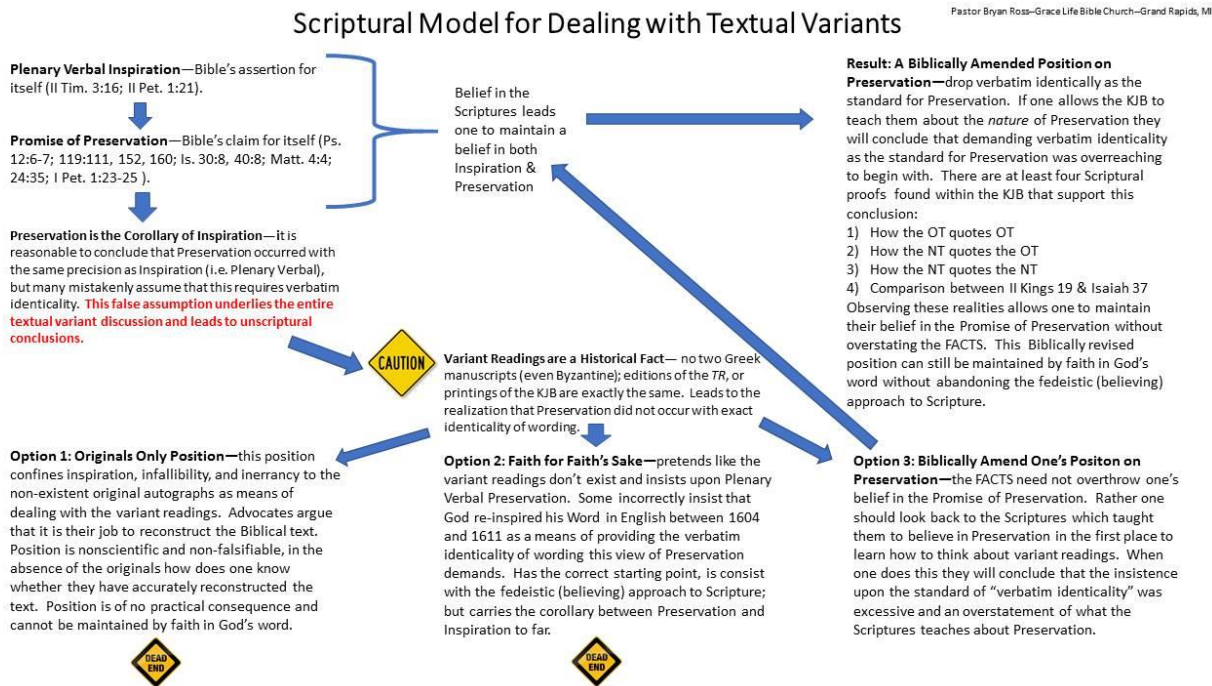 Pastor Bryan Ross--Grace Life Bible Church--Grand Rapids, MI
Scriptural Model for Dealing with Textual Variants
Plenary Verbal Inspiration—Bible's assertion for
itself (II Tim. 3:16; II Pet. 1:21).
Promise of Preservation—Bible's claim for itself (Ps.
12:6-7; 119:111, 152, 160; Is. 30:8, 40:8; Matt. 4:4;
24:35; I Pet. 1:23-25 ).
Preservation is the Corollary of Inspiration—it is
reasonable to conclude that Preservation occurred with
the same precision as Inspiration (i.e. Plenary Verbal),
but many mistakenly assume that this requires verbatim
identicality. This false assumption underlies the entire
textual variant discussion and leads to unscriptural
conclusions.
Belief in the
Scriptures leads
one to maintain a
belief in both
Inspiration &
Preservation
Result: A Biblically Amended Position on
Preservation—drop verbatim identically as the
standard for Preservation. If one allows the KJB to
teach them about the nature of Preservation they
will conclude that demanding verbatim identicality
as the standard for Preservation was overreaching
to begin with. There are at least four Scriptural
proofs found within the KJB that support this
conclusion:
1) How the OT quotes OT
2) How the NT quotes the OT
3) How the NT quotes the NT
4) Comparison between II Kings 19 & Isaiah 37
Observing these realities allows one to maintain
their belief in the Promise of Preservation without
overstating the FACTS. This Biblically revised
position can still be maintained by faith in God's
word without abandoning the fedeistic (believing)
approach to Scripture.
CAUTION
Variant Readings are a Historical Fact— no two Greek
manuscripts (even Byzantine); editions of the TR, or
printings of the KJB are exactly the same. Leads to the
realization that Preservation did not occur with exact
identicality of wording.
Option 1: Originals Only Position—this position
confines inspiration, infallibility, and inerrancy to the
non-existent original autographs as means of
dealing with the variant readings. Advocates argue
that it is their job to reconstruct the Biblical text.
Position is nonscientific and non-falsifiable, in the
absence of the originals how does one know
whether they have accurately reconstructed the
text. Position is of no practical consequence and
cannot be maintained by faith in God's word.
DEAD
END
Option 2: Faith for Faith's Sake—pretends like the
variant readings don't exist and insists upon Plenary
Verbal Preservation. Some incorrectly insist that
God re-inspired his Word in English between 1604
and 1611 as a means of providing the verbatim
identicality of wording this view of Preservation
demands. Has the correct starting point, is consist
with the fedeistic (believing) approach to Scripture;
but carries the corollary between Preservation and
Inspiration to far.
DEAD
END
Option 3: Biblically Amend One's Positon on
Preservation—the FACTS need not overthrow one's
belief in the Promise of Preservation. Rather one
should look back to the Scriptures which taught
them to believe in Preservation in the first place to
learn how to think about variant readings. When
one does this they will conclude that the insistence
upon the standard of "verbatim identicality" was
excessive and an overstatement of what the
Scriptures teaches about Preservation.